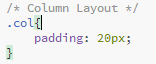 /* Column Layout */
.col{
    padding: 20px;
}